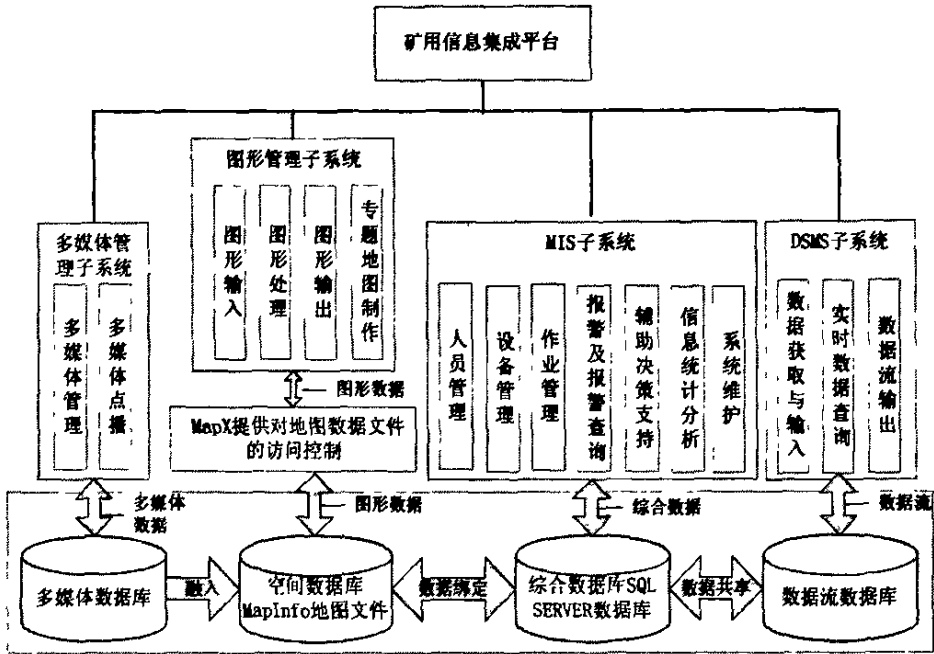 矿用信息集成平台
图形管理子系统
图形输入
图形处理
图形输出
专题地图制作
多媒体管
理子系统
多媒体管理
多媒体点播
MIS子系统
人员管理
设备管理
作业管理
报警及报警查询
辅助决策支持
信息统计分析
系统维护
DSMS子系统
数据获取与输入
实时数据查询
数据流输出
图形数据
MapX提供对地图数据文件
的访问控制
多媒体
数据
图形数据
综合数据
数据流
多媒体数据库
融入
空间数据库
MapInfo地图文件
数据绑定
综合数据库SQL
SERVER数据库
数据共享
数据流数据库